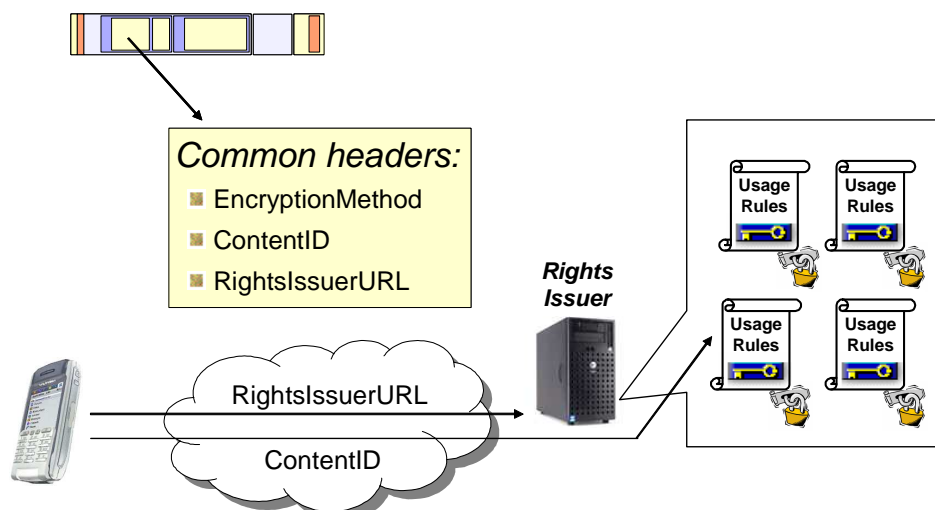 Common headers:
EncryptionMethod
ContentID
RightsIssuerURL
Rights
Issuer
Usage
Rules
Usage
Rules
Usage
Rules
Usage
Rules
RightsIssuerURL
ContentID